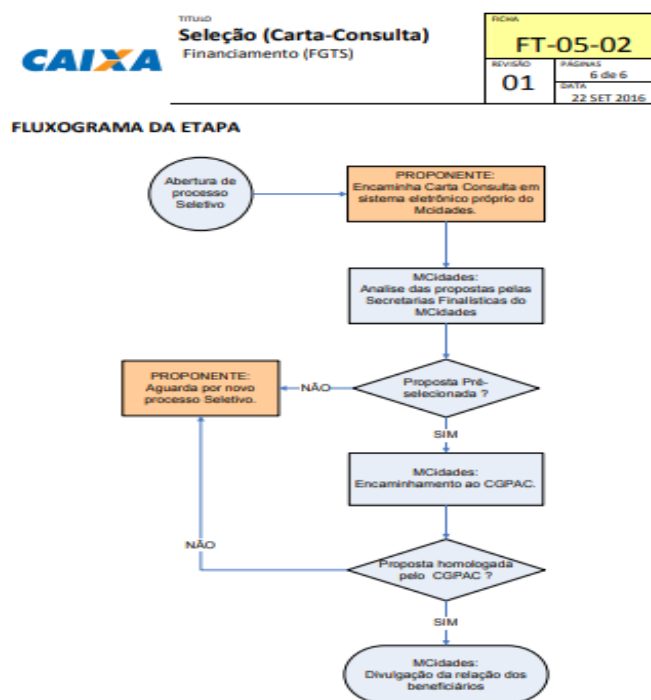 TITULO
Seleção (Carta-Consulta)
Financiamento (FGTS)
CAIXA
FICHA
FT-05-02
REVISÃO
01
PÁGINAS
6 de 6
DATA
22 SET 2016
FLUXOGRAMA DA ETAPA
Abertura de
processo
Seletivo
PROPONENTE:
Encaminha Carta Consulta em
sistema eletrônico próprio do
Mcidades.
MCidades:
Analise das propostas pelas
Secretarias Finalísticas do
MCidades
PROPONENTE:
Aguarda por novo
processo Seletivo.
NÃO
Proposta Pré-
selecionada ?
SIM
MCidades:
Encaminhamento ao CGPAC.
NÃO
Proposta homologada
pelo CGPAC ?
SIM
MCidades:
Divulgação da relação dos
beneficiários